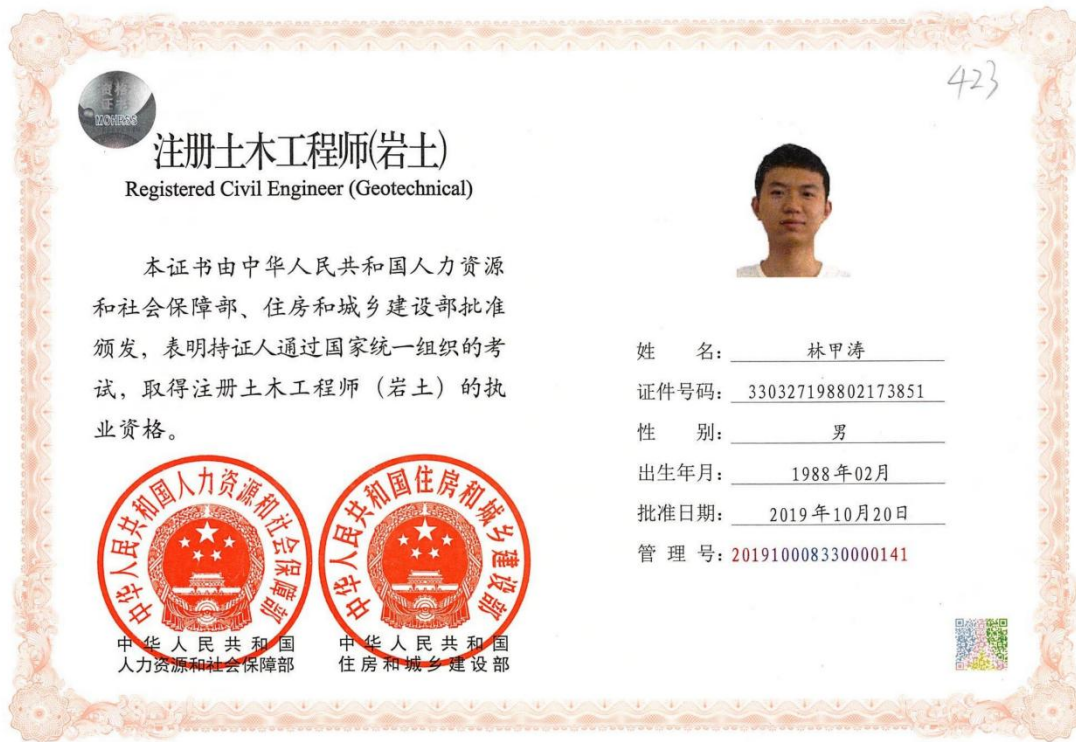 423
资格
证书
MOHRSS
注册土木工程师(岩土)
Registered Civil Engineer (Geotechnical)
本证书由中华人民共和国人力资源
和社会保障部、住房和城乡建设部批准
颁发,表明持证人通过国家统一组织的考
试,取得注册土木工程师(岩土)的执
业资格。
中华人民共和国人力资源和社会保障部
中华人民共和国住房和城乡建设部
中华人民共和国
人力资源和社会保障部
中华人民共和国
住房和城乡建设部
姓 名: 林甲涛
证件号码: 330327198802173851
性 别: 男
出生年月: 1988年02月
批准日期: 2019年10月20日
管 理 号: 201910008330000141